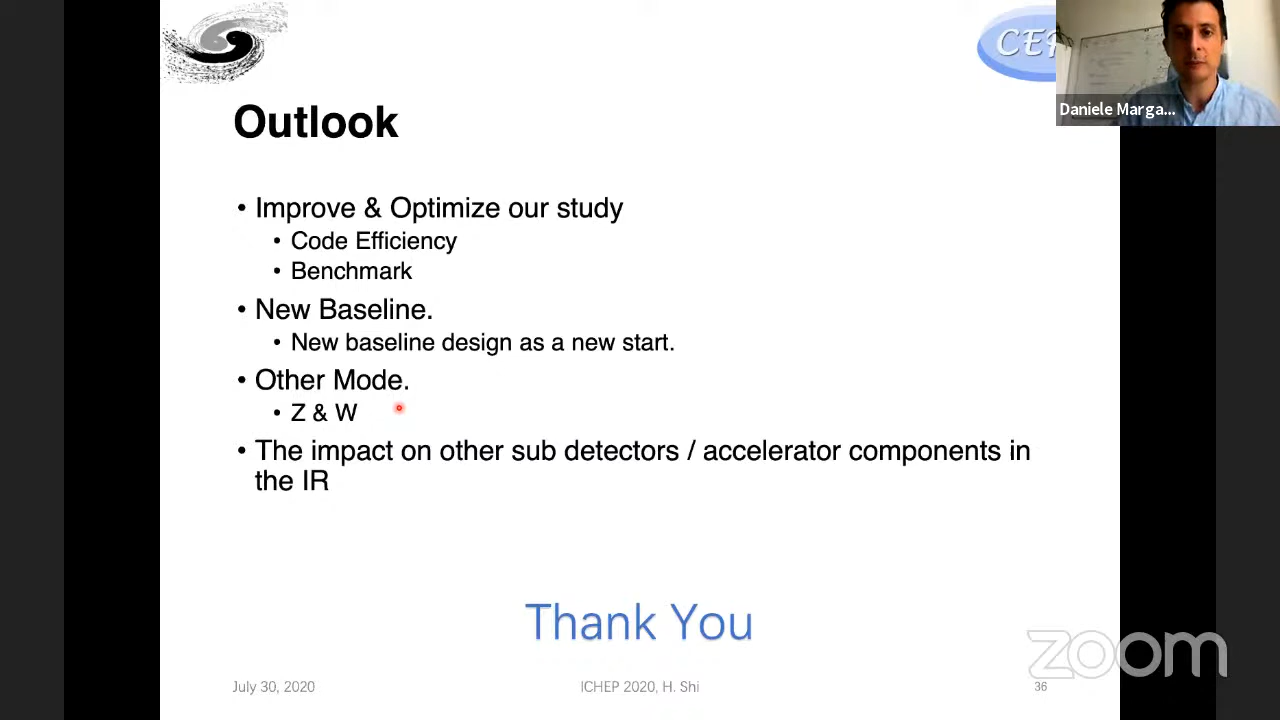 Daniele Marga...
Outlook
• Improve & Optimize our study
• Code Efficiency
• Benchmark
• New Baseline.
• New baseline design as a new start.
• Other Mode.
• Z & W
• The impact on other sub detectors / accelerator components in
the IR
Thank You
zoom
July 30, 2020
ICHEP 2020, H. Shi
36